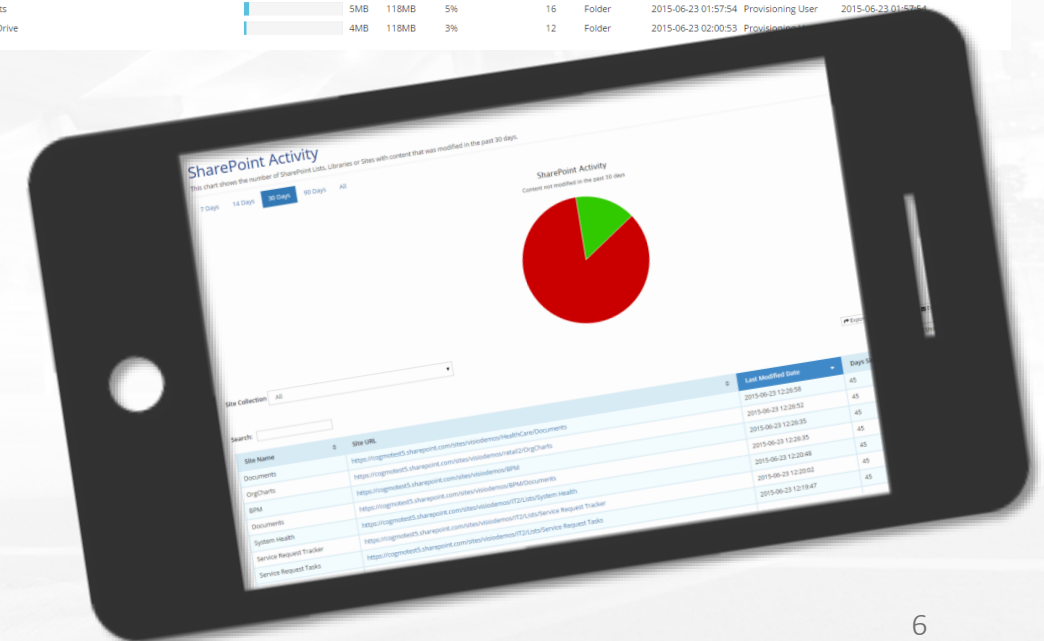 ts 5MB 118MB 5% 16 Folder 2015-06-23 01:57:54 Provisioning User 2015-06-23 01:57:54
Drive 4MB 118MB 3% 12 Folder 2015-06-23 02:00:53 Provisioning
SharePoint Activity
This chart shows the number of SharePoint Lists, Libraries or Sites with content that was modified in the past 30 days.
7 Days 14 Days 30 Days 90 Days All
SharePoint Activity
Content not modified in the past 30 days
Export
Site Collection All
Search:
Site Name Site URL Last Modified Date Days S
Documents https://cogmotest5.sharepoint.com/sites/visiodemos/HealthCare/Documents 2015-06-23 12:26:58 45
OrgCharts https://cogmotest5.sharepoint.com/sites/visiodemos/retail2/OrgCharts 2015-06-23 12:26:52 45
BPM https://cogmotest5.sharepoint.com/sites/visiodemos/BPM 2015-06-23 12:26:35 45
Documents https://cogmotest5.sharepoint.com/sites/visiodemos/BPM/Documents 2015-06-23 12:26:35 45
System Health https://cogmotest5.sharepoint.com/sites/visiodemos/IT2/Lists/System Health 2015-06-23 12:20:48 45
Service Request Tracker https://cogmotest5.sharepoint.com/sites/visiodemos/IT2/Lists/Service Request Tracker 2015-06-23 12:20:02 45
Service Request Tasks https://cogmotest5.sharepoint.com/sites/visiodemos/IT2/Lists/Service Request Tasks 2015-06-23 12:19:47 45
6